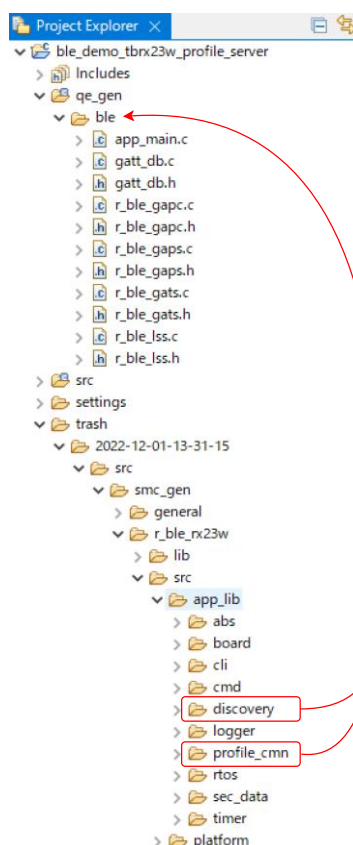 Project Explorer
ble_demo_tbrx23w_profile_server
Includes
qe_gen
ble
app_main.c
gatt_db.c
gatt_db.h
r_ble_gapc.c
r_ble_gapc.h
r_ble_gaps.c
r_ble_gaps.h
r_ble_gats.c
r_ble_gats.h
r_ble_lss.c
r_ble_lss.h
src
settings
trash
2022-12-01-13-31-15
src
smc_gen
general
r_ble_rx23w
lib
src
app_lib
abs
board
cli
cmd
discovery
logger
profile_cmn
rtos
sec_data
timer
platform